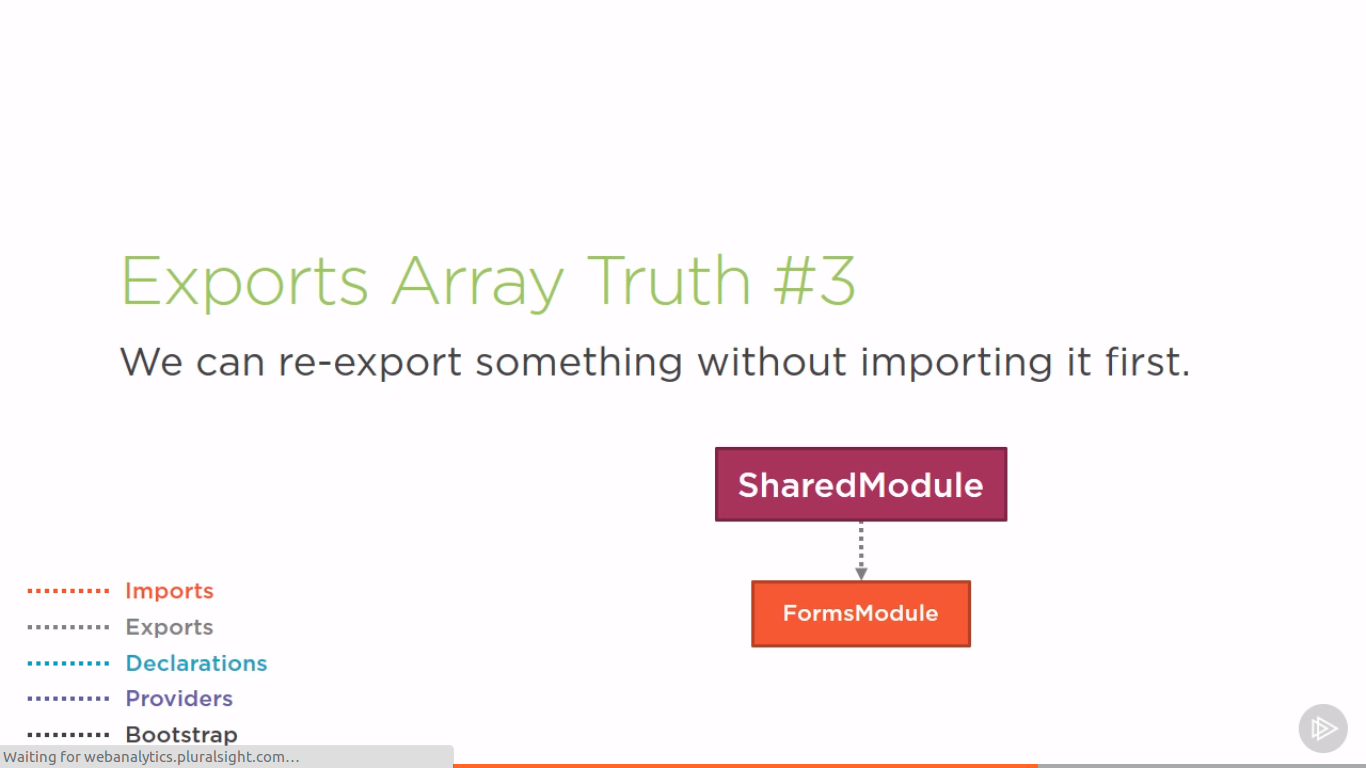 Exports Array Truth #3
We can re-export something without importing it first.
SharedModule
FormsModule
Imports
Exports
Declarations
Providers
Bootstrap
Waiting for webanalytics.pluralsight.com…